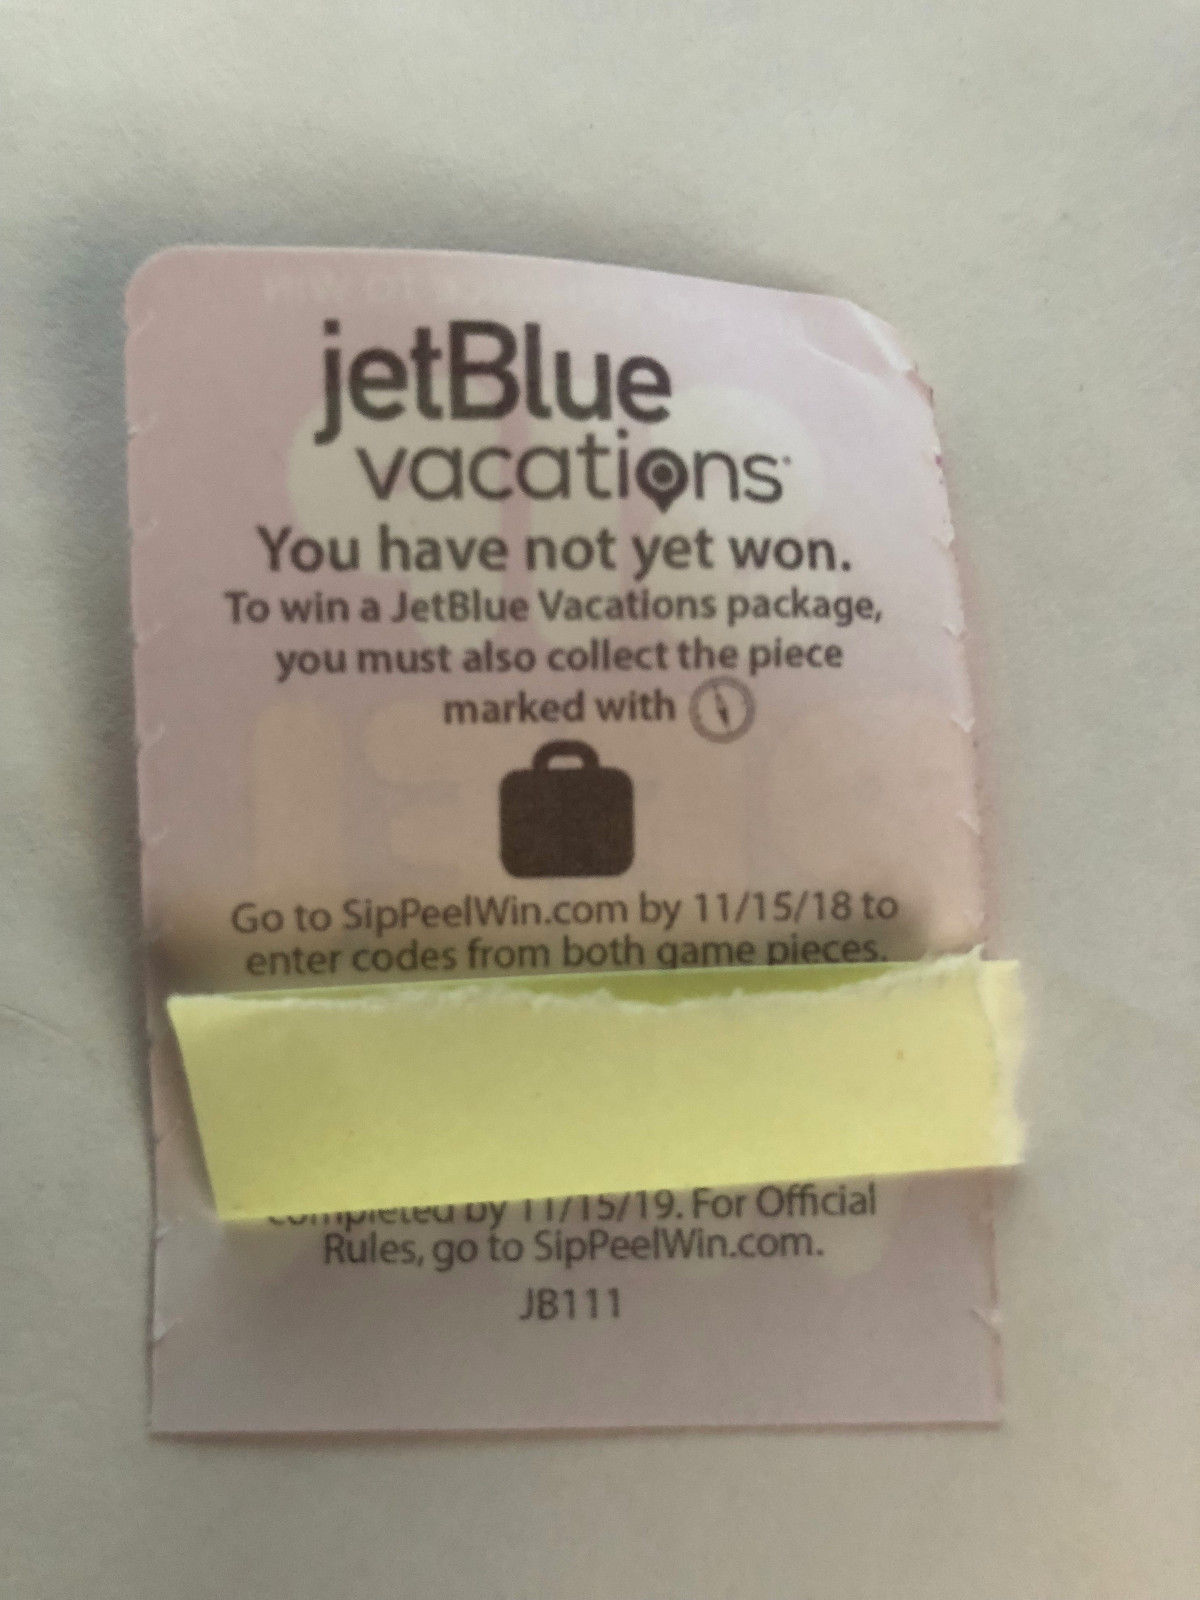 jetBlue
vacations
You have not yet won.
To win a JetBlue Vacations package,
you must also collect the piece
marked with
Go to SipPeelWin.com by 11/15/18 to
enter codes from both game pieces.
completed by 11/15/19. For Official
Rules, go to SipPeelWin.com.
JB111